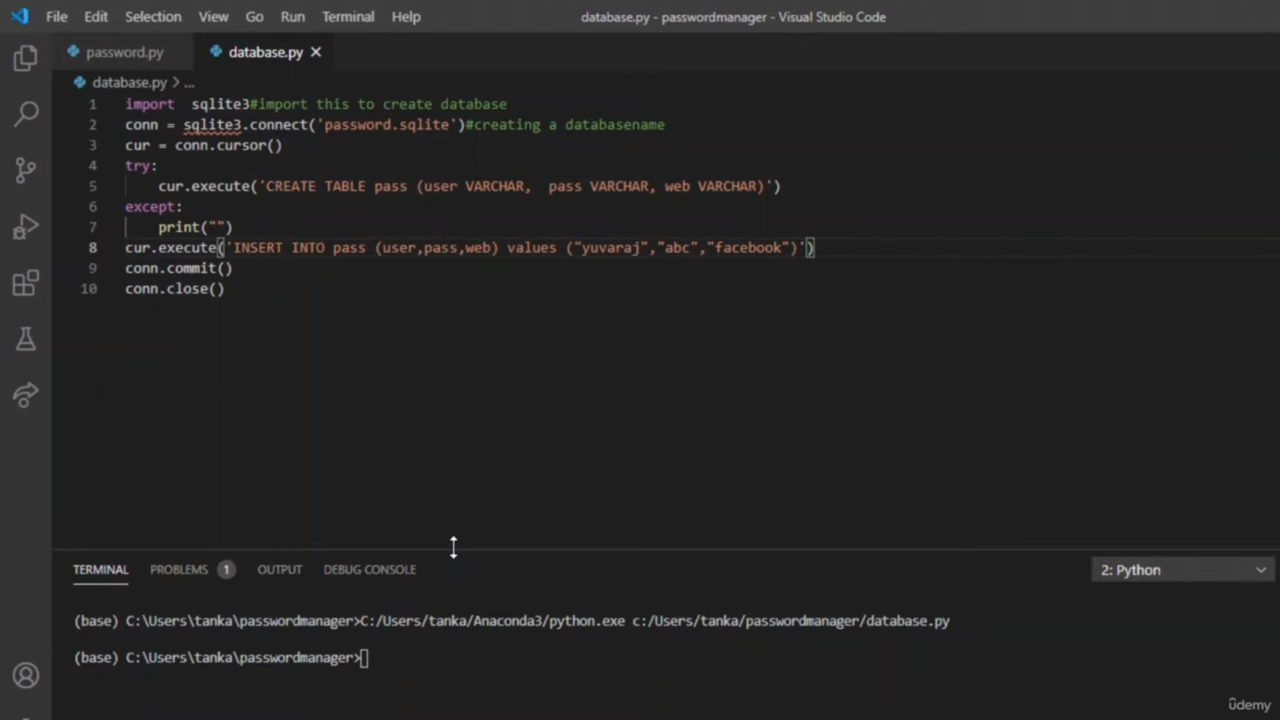 File Edit Selection View Go Run Terminal Help database.py - passwordmanager - Visual Studio Code
password.py database.py
database.py > ...
1 import  sqlite3#import this to create database
2 conn = sqlite3.connect('password.sqlite')#creating a databasename
3 cur = conn.cursor()
4 try:
5     cur.execute('CREATE TABLE pass (user VARCHAR,  pass VARCHAR, web VARCHAR)')
6 except:
7     print("")
8 cur.execute('INSERT INTO pass (user,pass,web) values ("yuvaraj","abc","facebook")')
9 conn.commit()
10 conn.close()
TERMINAL PROBLEMS 1 OUTPUT DEBUG CONSOLE 2: Python
(base) C:\Users\tanka\passwordmanager>C:/Users/tanka/Anaconda3/python.exe c:/Users/tanka/passwordmanager/database.py
(base) C:\Users\tanka\passwordmanager>
ûdemy